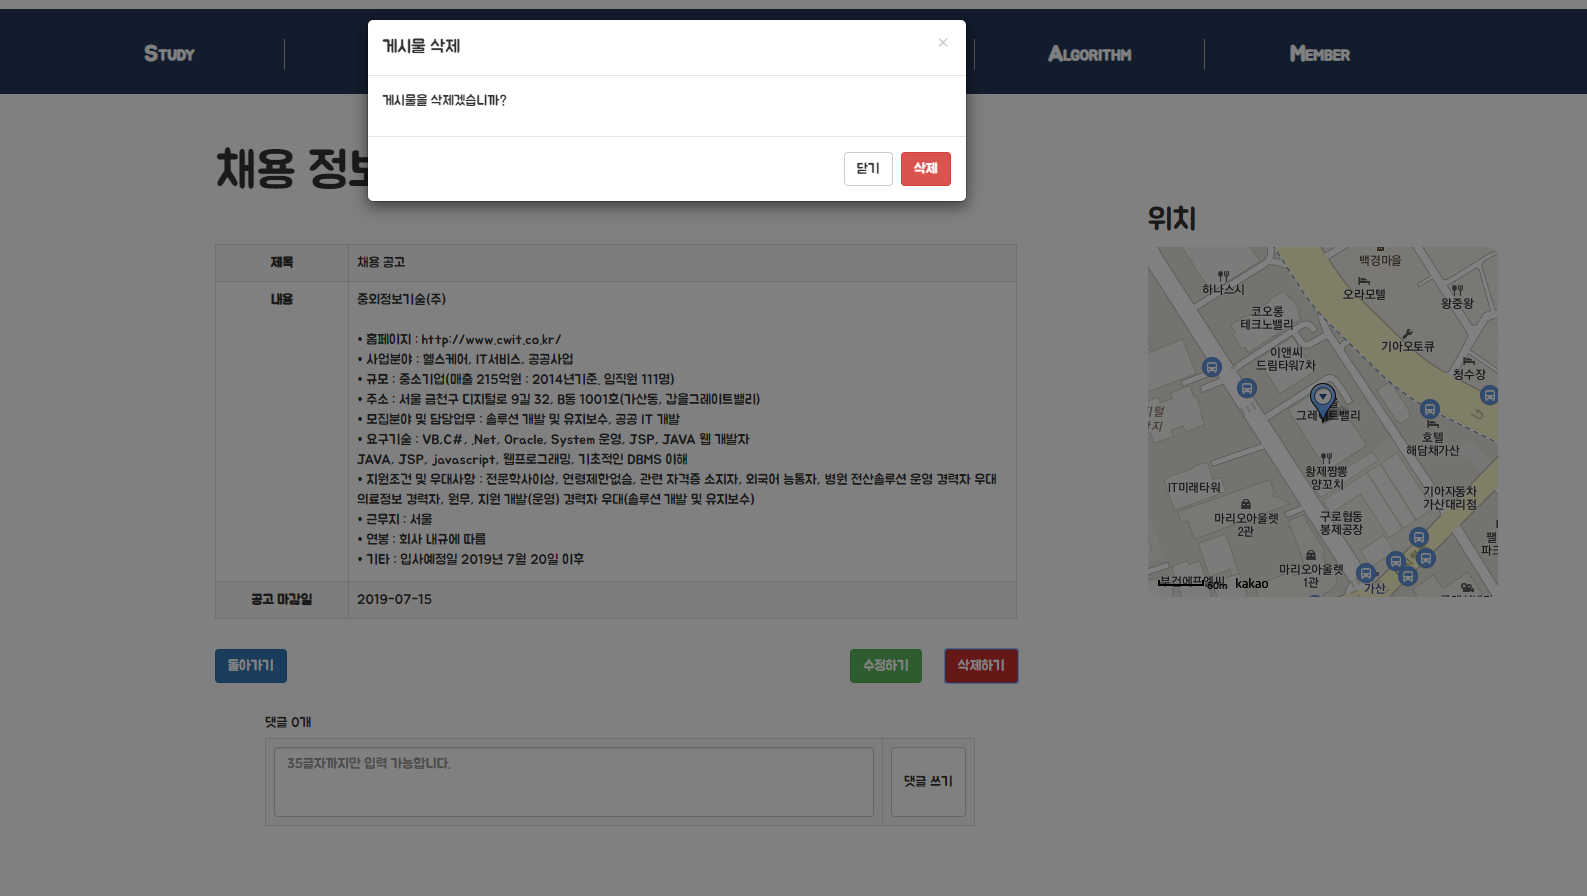 Study
Algorithm
Member
게시물 삭제
×
게시물을 삭제겠습니까?
닫기
삭제
채용 정보
위치
제목
채용 공고
내용
중외정보기술(주)
• 홈페이지 : http://www.cwit.co.kr/
• 사업분야 : 헬스케어, IT서비스, 공공사업
• 규모 : 중소기업(매출 215억원 : 2014년기준, 임직원 111명)
• 주소 : 서울 금천구 디지털로 9길 32, B동 1001호(가산동, 갑을그레이트밸리)
• 모집분야 및 담당업무 : 솔루션 개발 및 유지보수, 공공 IT 개발
• 요구기술 : VB,C#, .Net, Oracle, System 운영, JSP, JAVA 웹 개발자
JAVA, JSP, javascript, 웹프로그래밍, 기초적인 DBMS 이해
• 지원조건 및 우대사항 : 전문학사이상, 연령제한없음, 관련 자격증 소지자, 외국어 능통자, 병원 전산솔루션 운영 경력자 우대
의료정보 경력자, 원무, 지원 개발(운영) 경력자 우대(솔루션 개발 및 유지보수)
• 근무지 : 서울
• 연봉 : 회사 내규에 따름
• 기타 : 입사예정일 2019년 7월 20일 이후
공고 마감일
2019-07-15
돌아가기
수정하기
삭제하기
댓글 0개
35글자까지만 입력 가능합니다.
댓글 쓰기
백경마을
하나스시
오라모텔
왕중왕
코오롱
테크노밸리
기아오토큐
이앤씨
드림타워7차
청수장
그레이트밸리
호텔
해담채가산
황제짬뽕
양꼬치
IT미래타워
기아자동차
가산대리점
마리오아울렛
2관
구로협동
봉제공장
마리오아울렛
1관
가산
50m
kakao